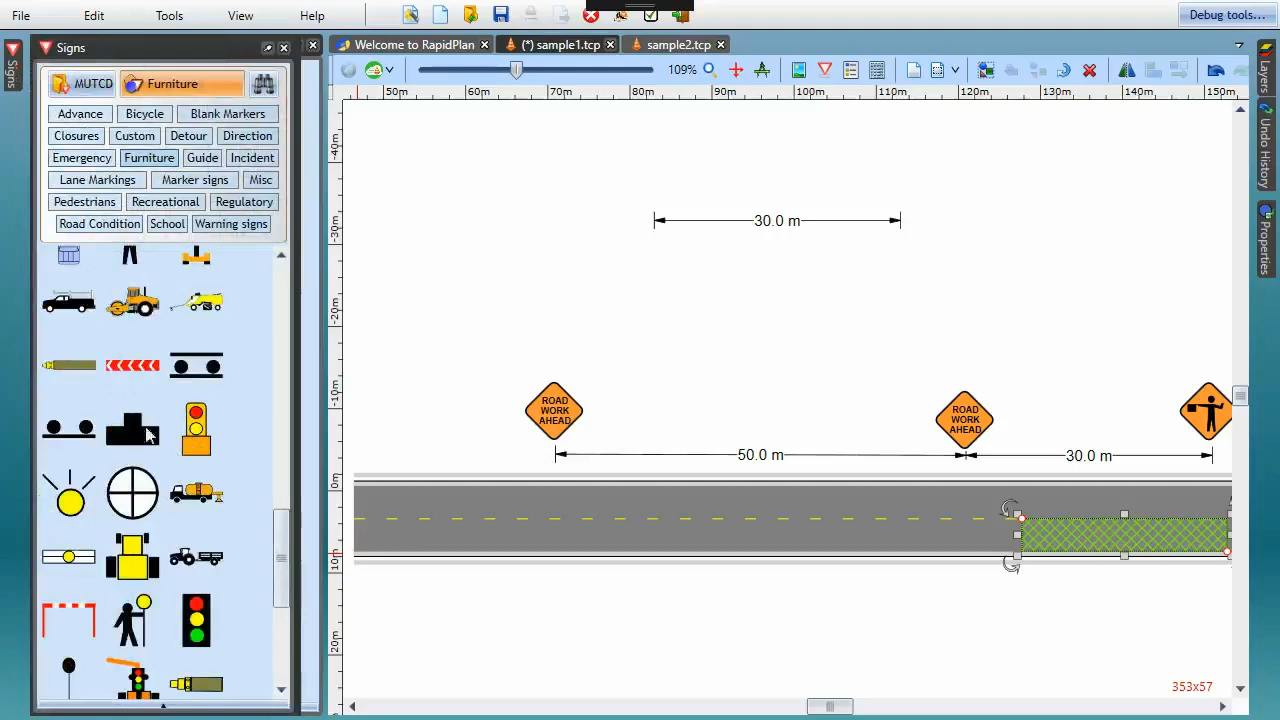 File Edit Tools View Help Debug tools...
Signs
Welcome to RapidPlan (*) sample1.tcp sample2.tcp
Signs
MUTCD Furniture
109%
Advance Bicycle Blank Markers
Closures Custom Detour Direction
Emergency Furniture Guide Incident
Lane Markings Marker signs Misc
Pedestrians Recreational Regulatory
Road Condition School Warning signs
50m 60m 70m 80m 90m 100m 110m 120m 130m 140m 150m
-40m
-30m
-20m
-10m
0m
10m
20m
30.0 m
ROAD
WORK
AHEAD
ROAD
WORK
AHEAD
50.0 m 30.0 m
353x57
Layers
Undo History
Properties